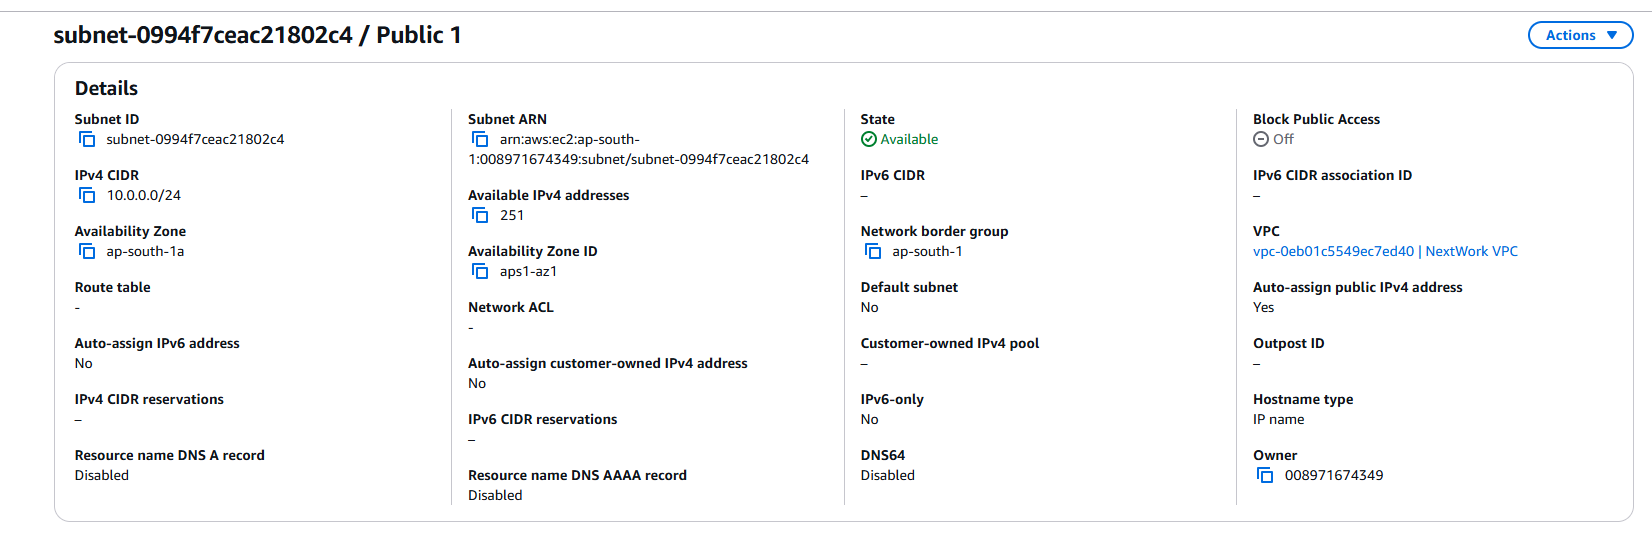 subnet-0994f7ceac21802c4 / Public 1
Actions
Details
Subnet ID
subnet-0994f7ceac21802c4
IPv4 CIDR
10.0.0.0/24
Availability Zone
ap-south-1a
Route table
-
Auto-assign IPv6 address
No
IPv4 CIDR reservations
–
Resource name DNS A record
Disabled
Subnet ARN
arn:aws:ec2:ap-south-
1:008971674349:subnet/subnet-0994f7ceac21802c4
Available IPv4 addresses
251
Availability Zone ID
aps1-az1
Network ACL
-
Auto-assign customer-owned IPv4 address
No
IPv6 CIDR reservations
–
Resource name DNS AAAA record
Disabled
State
Available
IPv6 CIDR
–
Network border group
ap-south-1
Default subnet
No
Customer-owned IPv4 pool
–
IPv6-only
No
DNS64
Disabled
Block Public Access
Off
IPv6 CIDR association ID
–
VPC
vpc-0eb01c5549ec7ed40 | NextWork VPC
Auto-assign public IPv4 address
Yes
Outpost ID
–
Hostname type
IP name
Owner
008971674349